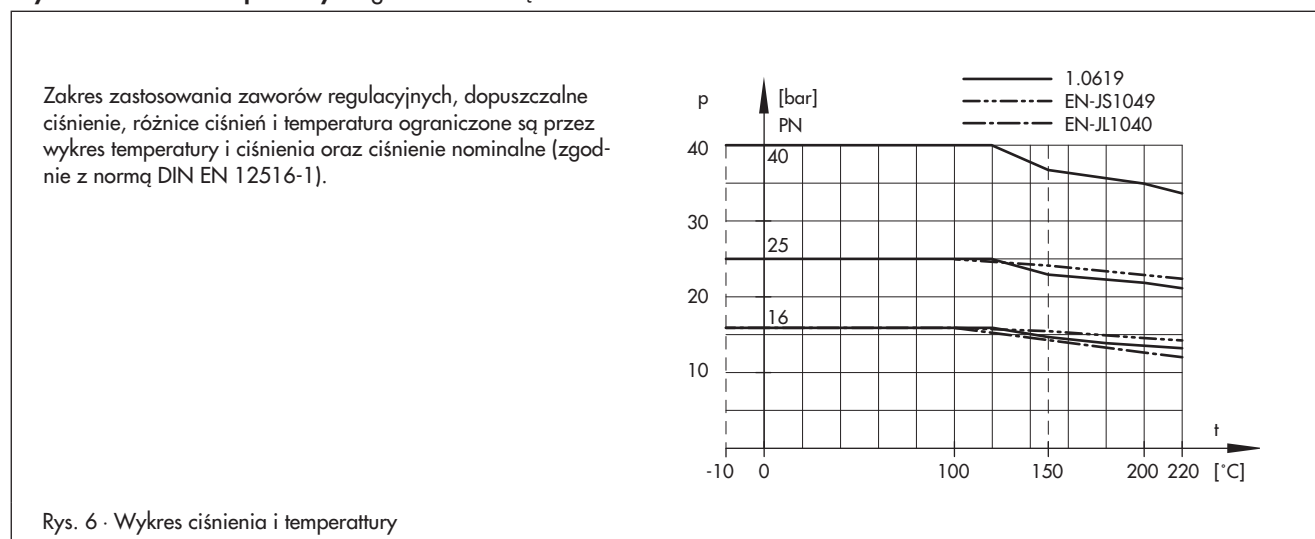 Zakres zastosowania zaworów regulacyjnych, dopuszczalne
ciśnienie, różnice ciśnień i temperatura ograniczone są przez
wykres temperatury i ciśnienia oraz ciśnienie nominalne (zgod-
nie z normą DIN EN 12516-1).
p
[bar]
PN
1.0619
EN-JS1049
EN-JL1040
40
40
30
25
20
16
10
t
-10 0 100 150 200 220 [°C]
Rys. 6 · Wykres ciśnienia i temperattury